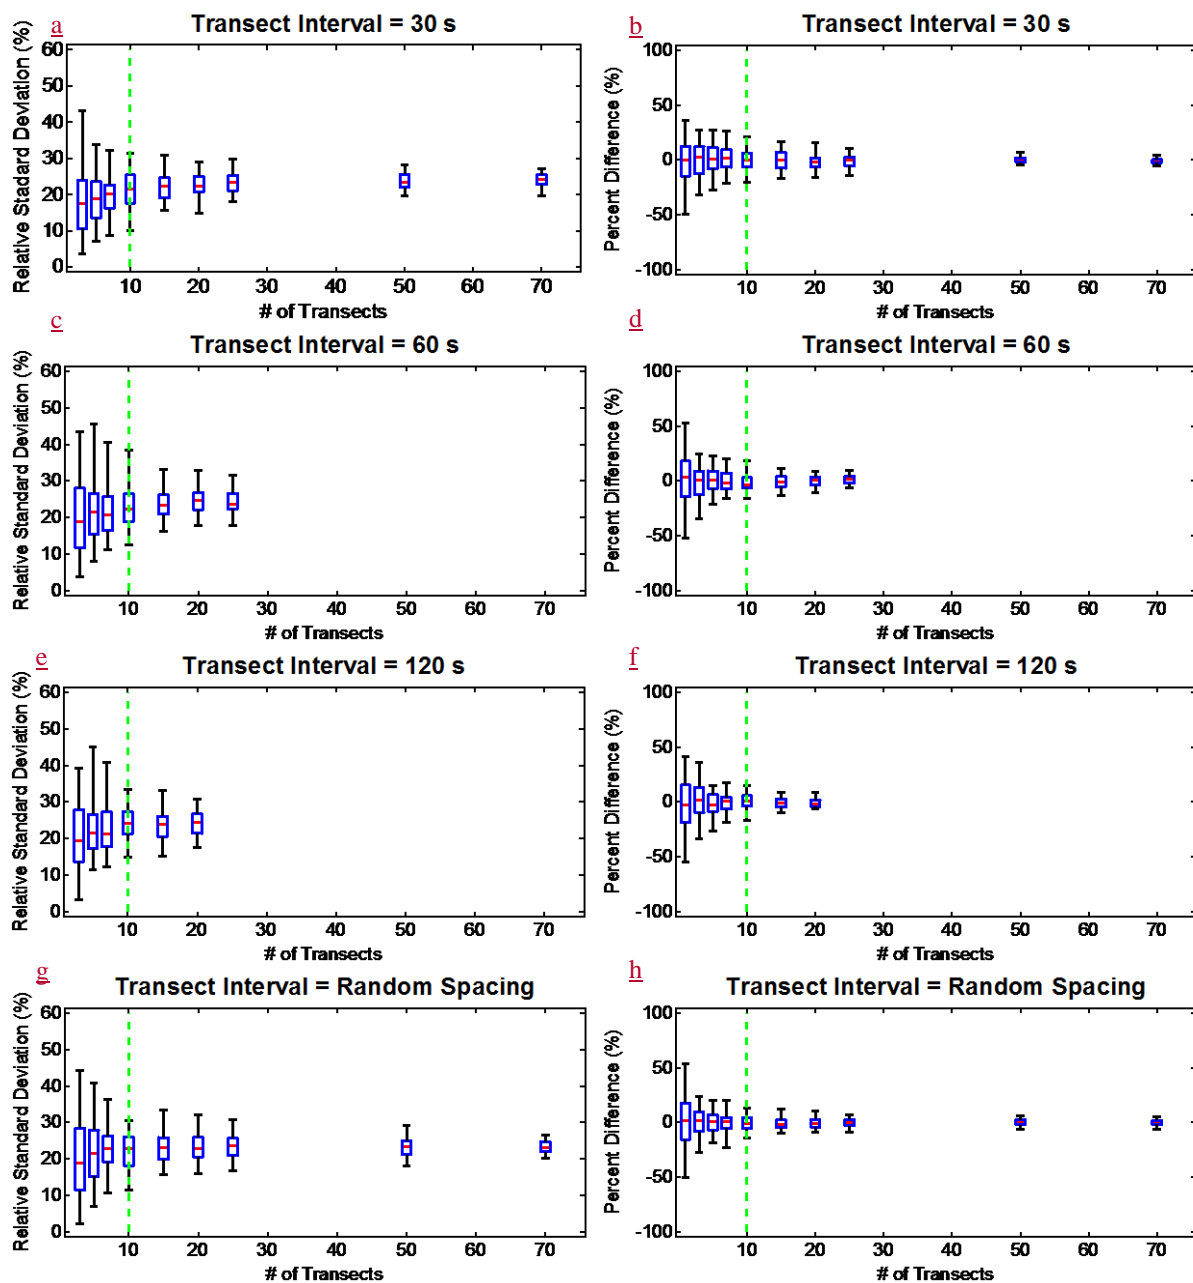 a
Transect Interval = 30 s
Relative Stadard Deviation (%)
60
50
40
30
20
10
0
10 20 30 40 50 60 70
# of Transects
b
Transect Interval = 30 s
Percent Difference (%)
100
50
0
-50
-100
10 20 30 40 50 60 70
# of Transects
c
Transect Interval = 60 s
Relative Standard Deviation (%)
60
50
40
30
20
10
0
10 20 30 40 50 60 70
# of Transects
d
Transect Interval = 60 s
Percent Difference (%)
100
50
0
-50
-100
10 20 30 40 50 60 70
# of Transects
e
Transect Interval = 120 s
Relative Standard Deviation (%)
60
50
40
30
20
10
0
10 20 30 40 50 60 70
# of Transects
f
Transect Interval = 120 s
Percent Difference (%)
100
50
0
-50
-100
10 20 30 40 50 60 70
# of Transects
g
Transect Interval = Random Spacing
Relative Standard Deviation (%)
60
50
40
30
20
10
0
10 20 30 40 50 60 70
# of Transects
h
Transect Interval = Random Spacing
Percent Difference (%)
100
50
0
-50
-100
10 20 30 40 50 60 70
# of Transects